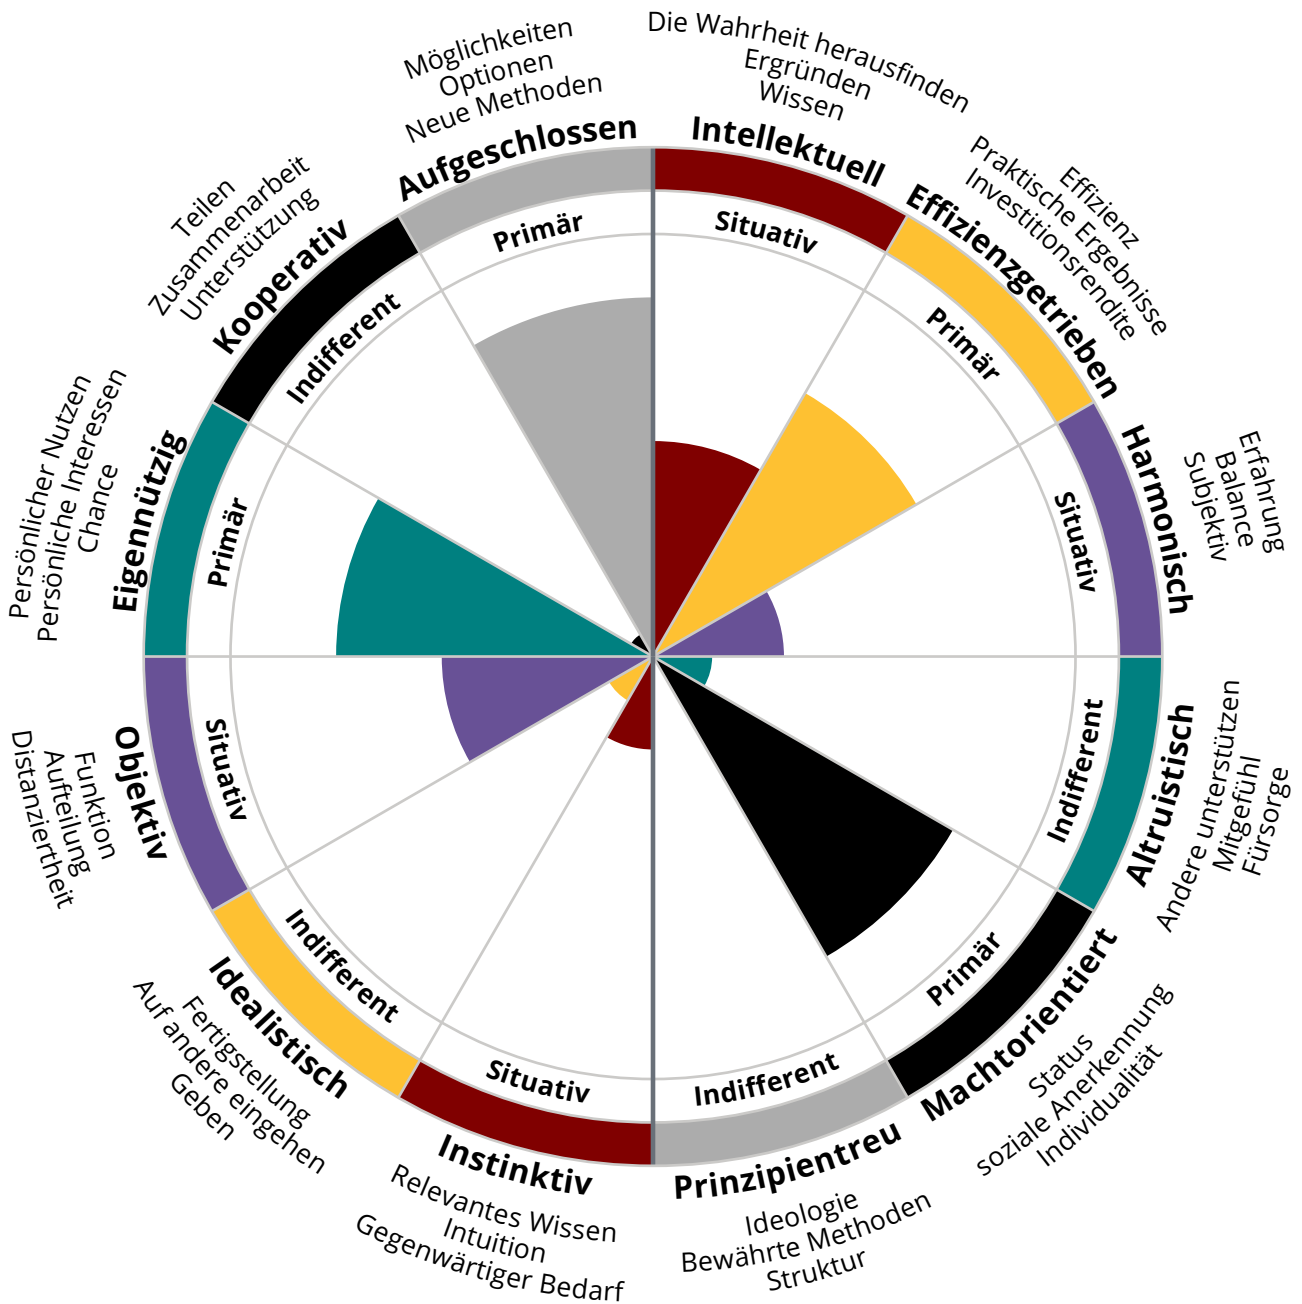 Die Wahrheit herausfinden
Ergründen
Wissen
Intellektuell
Situativ
Effizienz
Praktische Ergebnisse
Investitionsrendite
Effizienzgetrieben
Primär
Erfahrung
Balance
Subjektiv
Harmonisch
Situativ
Altruistisch
Indifferent
Andere unterstützen
Mitgefühl
Fürsorge
Machtorientiert
Primär
Status
soziale Anerkennung
Individualität
Indifferent
Prinzipientreu
Ideologie
Bewährte Methoden
Struktur
Situativ
Instinktiv
Relevantes Wissen
Intuition
Gegenwärtiger Bedarf
Indifferent
Idealistisch
Fertigstellung
Auf andere eingehen
Geben
Situativ
Objektiv
Funktion
Aufteilung
Distanziertheit
Persönlicher Nutzen
Persönliche Interessen
Chance
Eigennützig
Primär
Teilen
Zusammenarbeit
Unterstützung
Kooperativ
Indifferent
Möglichkeiten
Optionen
Neue Methoden
Aufgeschlossen
Primär